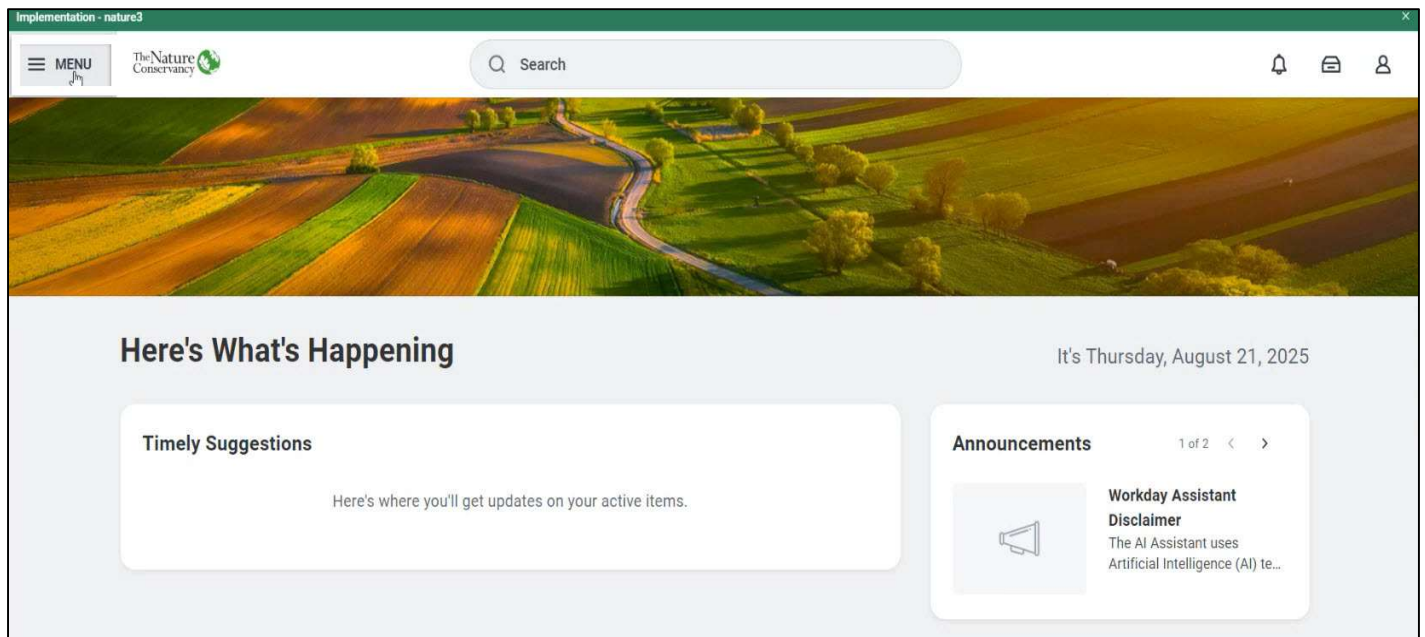 Implementation - nature3
X
MENU
The Nature
Conservancy
Search
Here's What's Happening
It's Thursday, August 21, 2025
Timely Suggestions
Here's where you'll get updates on your active items.
Announcements
1 of 2
Workday Assistant
Disclaimer
The AI Assistant uses
Artificial Intelligence (AI) te...